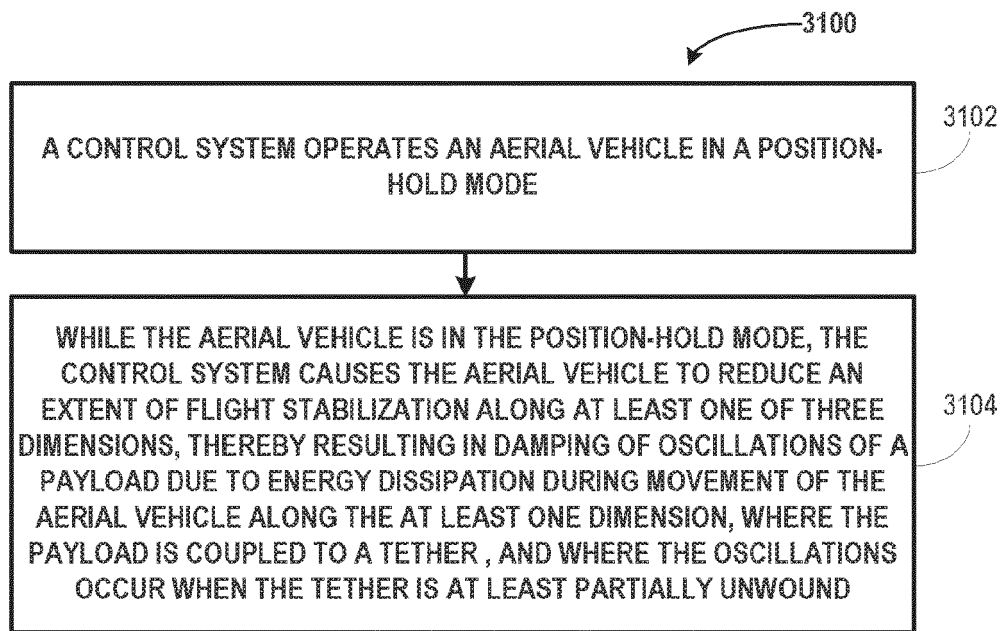 3100
A CONTROL SYSTEM OPERATES AN AERIAL VEHICLE IN A POSITION-
HOLD MODE
3102
WHILE THE AERIAL VEHICLE IS IN THE POSITION-HOLD MODE, THE
CONTROL SYSTEM CAUSES THE AERIAL VEHICLE TO REDUCE AN
EXTENT OF FLIGHT STABILIZATION ALONG AT LEAST ONE OF THREE
DIMENSIONS, THEREBY RESULTING IN DAMPING OF OSCILLATIONS OF A
PAYLOAD DUE TO ENERGY DISSIPATION DURING MOVEMENT OF THE
AERIAL VEHICLE ALONG THE AT LEAST ONE DIMENSION, WHERE THE
PAYLOAD IS COUPLED TO A TETHER , AND WHERE THE OSCILLATIONS
OCCUR WHEN THE TETHER IS AT LEAST PARTIALLY UNWOUND
3104